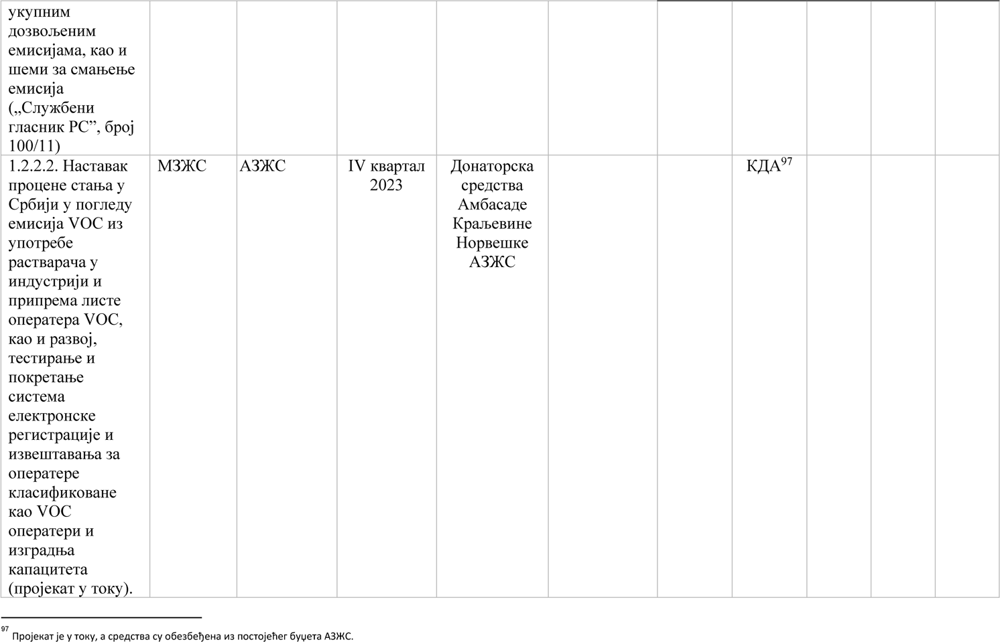 укупним
дозвољеним
емисијама, као и
шеми за смањење
емисија
(„Службени
гласник РС”, број
100/11)
1.2.2.2. Наставак
процене стања у
Србији у погледу
емисија VOC из
употребе
растварача у
индустрији и
припрема листе
оператера VOC,
као и развој,
тестирање и
покретање
система
електронске
регистрације и
извештавања за
оператере
класификоване
као VOC
оператери и
изградња
капацитета
(пројекат у току).
МЗЖС
АЗЖС
IV квартал
2023
Донаторска
средства
Амбасаде
Краљевине
Норвешке
АЗЖС
КДА97
97 Пројекат је у току, а средства су обезбеђена из постојећег буџета АЗЖС.